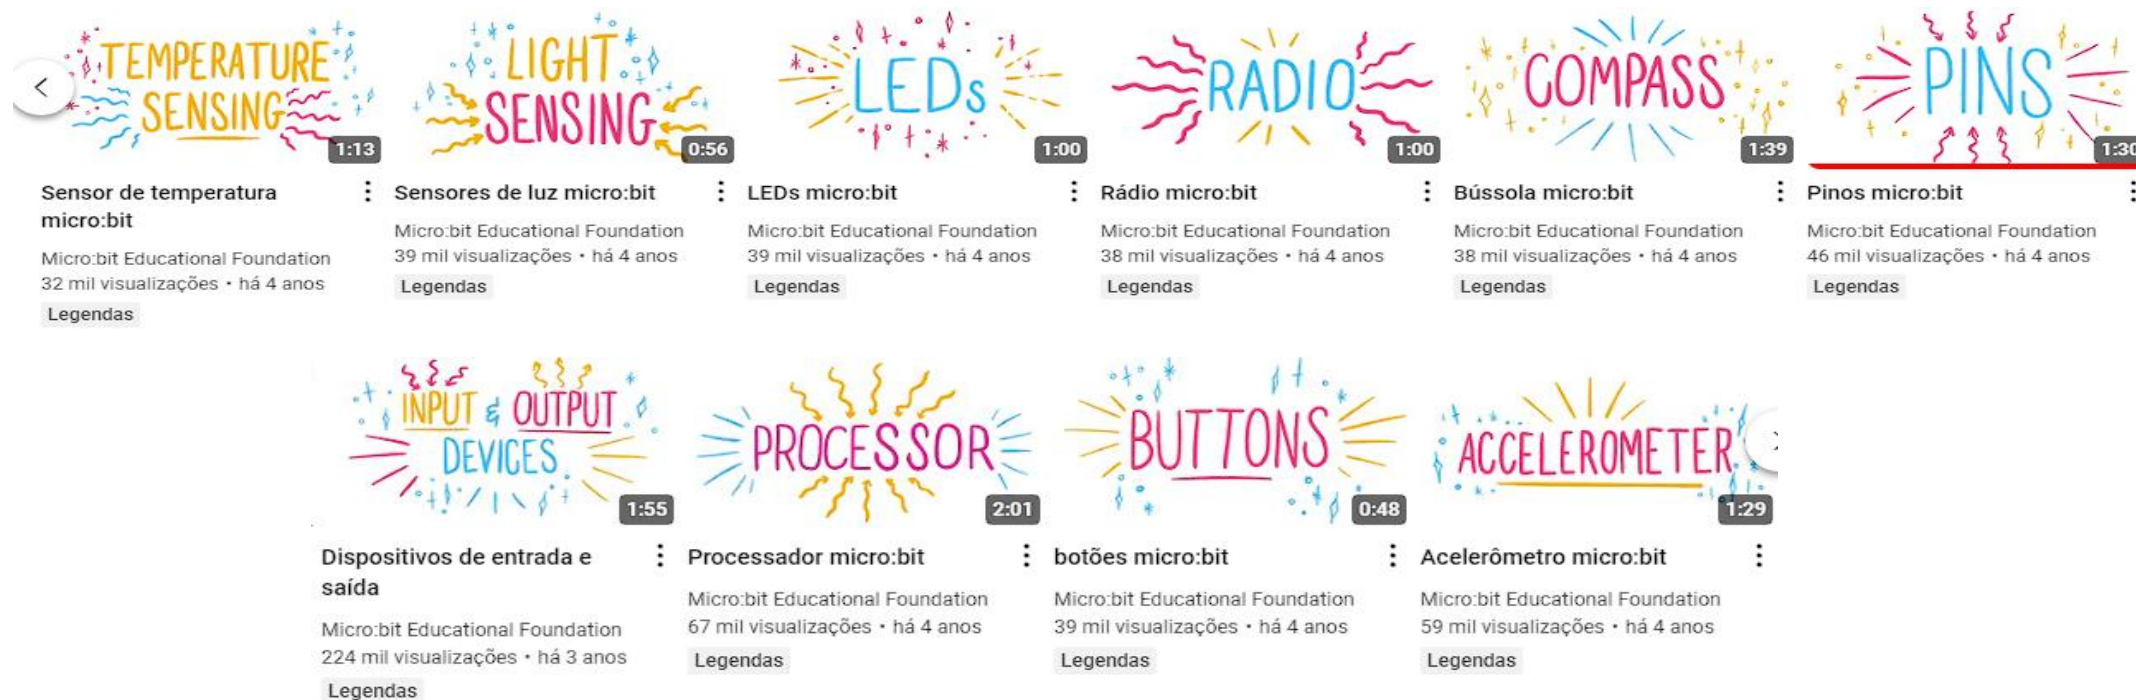 TEMPERATURE
SENSING
1:13
Sensor de temperatura
micro:bit
Micro:bit Educational Foundation
32 mil visualizações • há 4 anos
Legendas
LIGHT
SENSING
0:56
Sensores de luz micro:bit
Micro:bit Educational Foundation
39 mil visualizações • há 4 anos
Legendas
LEDs
1:00
LEDs micro:bit
Micro:bit Educational Foundation
39 mil visualizações • há 4 anos
Legendas
RADIO
1:00
Rádio micro:bit
Micro:bit Educational Foundation
38 mil visualizações • há 4 anos
Legendas
COMPASS
1:39
Bússola micro:bit
Micro:bit Educational Foundation
38 mil visualizações • há 4 anos
Legendas
PINS
1:30
Pinos micro:bit
Micro:bit Educational Foundation
46 mil visualizações • há 4 anos
Legendas
INPUT & OUTPUT
DEVICES
1:55
Dispositivos de entrada e
saída
Micro:bit Educational Foundation
224 mil visualizações • há 3 anos
Legendas
PROCESSOR
2:01
Processador micro:bit
Micro:bit Educational Foundation
67 mil visualizações • há 4 anos
Legendas
BUTTONS
0:48
botões micro:bit
Micro:bit Educational Foundation
39 mil visualizações • há 4 anos
Legendas
ACCELEROMETER
1:29
Acelerômetro micro:bit
Micro:bit Educational Foundation
59 mil visualizações • há 4 anos
Legendas